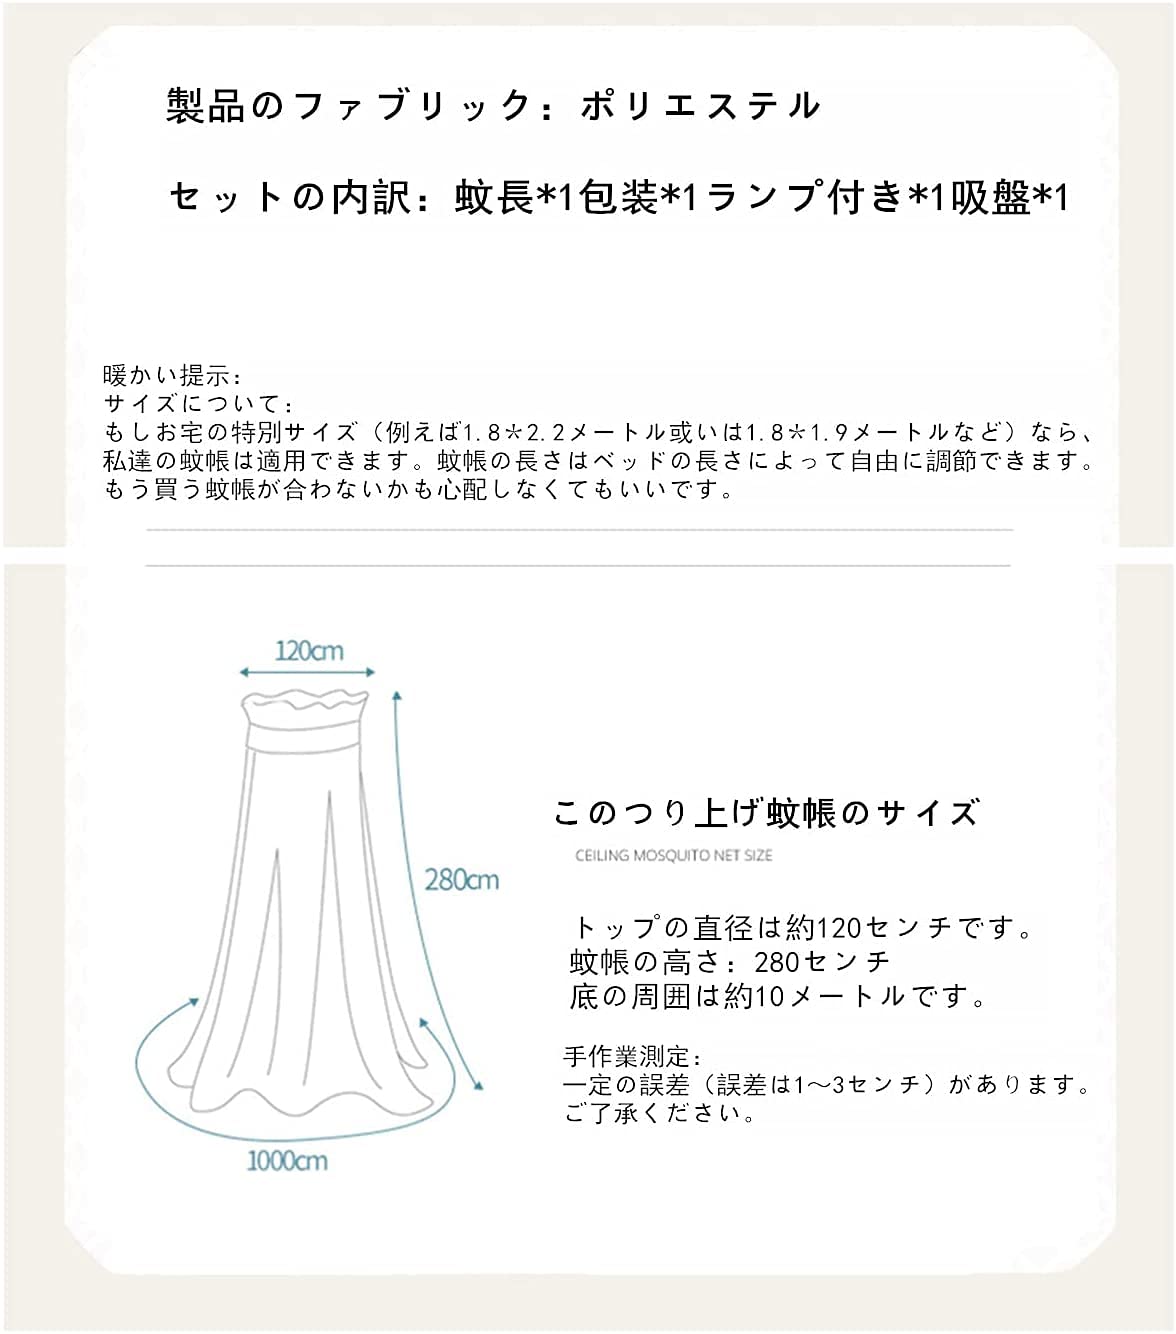 製品のファブリック: ポリエステル
セットの内訳: 蚊長*1包装*1ランプ付き*1吸盤*1
暖かい提示:
サイズについて:
もしお宅の特別サイズ（例えば1.8*2.2メートル或いは1.8*1.9メートルなど）なら、
私達の蚊帳は適用できます。蚊帳の長さはベッドの長さによって自由に調節できます。
もう買う蚊帳が合わないかも心配しなくてもいいです。
120cm
280cm
1000cm
このつり上げ蚊帳のサイズ
CEILING MOSQUITO NET SIZE
トップの直径は約120センチです。
蚊帳の高さ: 280センチ
底の周囲は約10メートルです。
手作業測定:
一定の誤差（誤差は1～3センチ）があります。
ご了承ください。